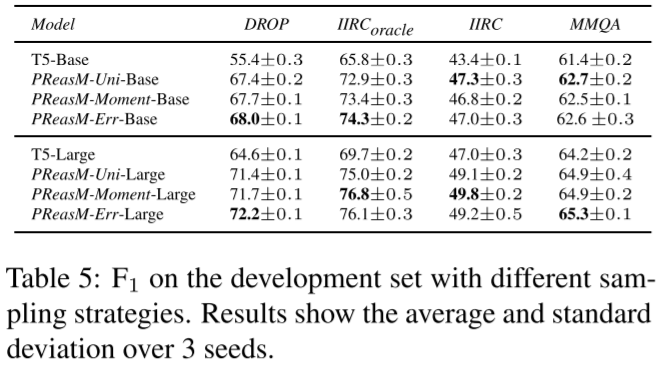 Model DROP IIRC_oracle IIRC MMQA
T5-Base 55.4±0.3 65.8±0.3 43.4±0.1 61.4±0.2
PReasM-Uni-Base 67.4±0.2 72.9±0.3 47.3±0.3 62.7±0.2
PReasM-Moment-Base 67.7±0.1 73.4±0.3 46.8±0.2 62.5±0.1
PReasM-Err-Base 68.0±0.1 74.3±0.2 47.0±0.3 62.6 ±0.3
T5-Large 64.6±0.1 69.7±0.2 47.0±0.3 64.2±0.2
PReasM-Uni-Large 71.4±0.1 75.0±0.2 49.1±0.2 64.9±0.4
PReasM-Moment-Large 71.7±0.1 76.8±0.5 49.8±0.2 64.9±0.2
PReasM-Err-Large 72.2±0.1 76.1±0.3 49.2±0.5 65.3±0.1
Table 5: F₁ on the development set with different sam-
pling strategies. Results show the average and standard
deviation over 3 seeds.